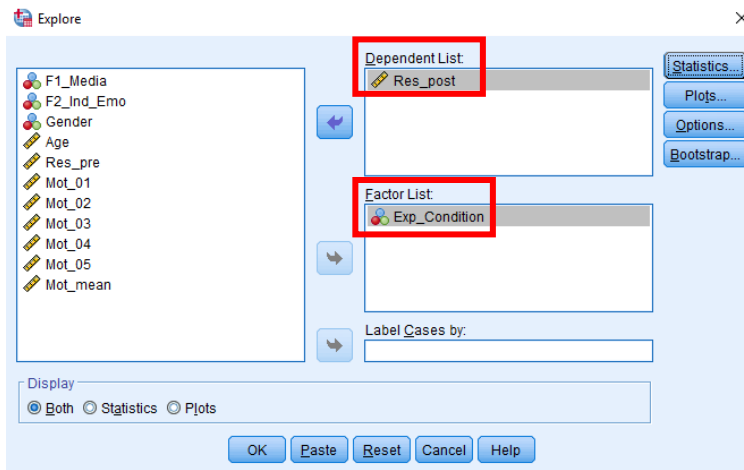 Explore
F1_Media
F2_Ind_Emo
Gender
Age
Res_pre
Mot_01
Mot_02
Mot_03
Mot_04
Mot_05
Mot_mean
Dependent List:
Res_post
Factor List:
Exp_Condition
Label Cases by:
Statistics...
Plots...
Options...
Bootstrap...
Display
Both Statistics Plots
OK Paste Reset Cancel Help